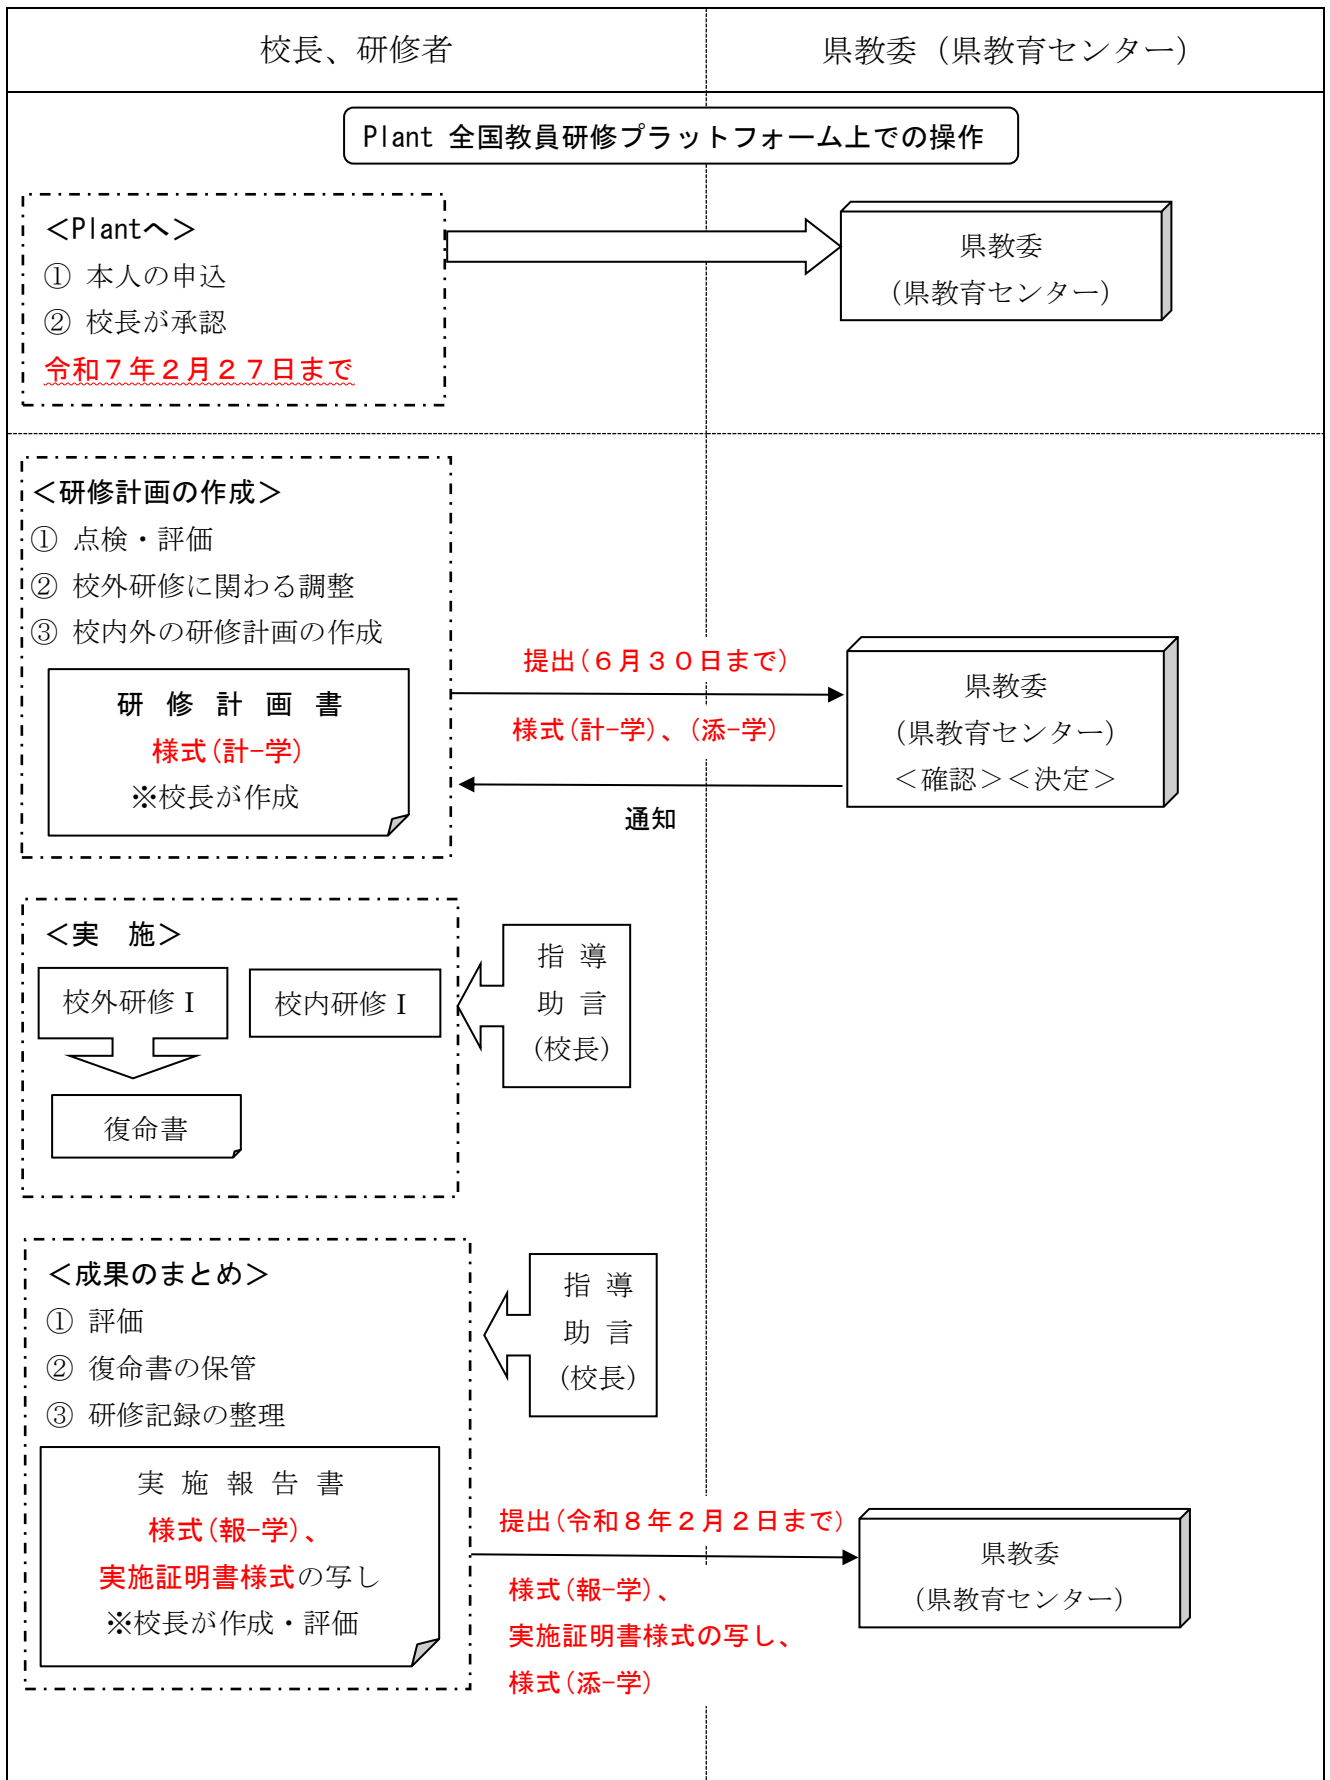 校長、研修者
県教委（県教育センター）
Plant 全国教員研修プラットフォーム上での操作
＜Plantへ＞
① 本人の申込
② 校長が承認
令和７年２月２７日まで
県教委
（県教育センター）
＜研修計画の作成＞
① 点検・評価
② 校外研修に関わる調整
③ 校内外の研修計画の作成
研 修 計 画 書
様式(計-学)
※校長が作成
提出(６月３０日まで)
様式(計-学)、(添-学)
通知
県教委
（県教育センター）
＜確認＞＜決定＞
＜実　施＞
校外研修Ⅰ
校内研修Ⅰ
復命書
指 導
助 言
(校長)
＜成果のまとめ＞
① 評価
② 復命書の保管
③ 研修記録の整理
指 導
助 言
(校長)
実 施 報 告 書
様式(報-学)、
実施証明書様式の写し
※校長が作成・評価
提出(令和８年２月２日まで)
様式(報-学)、
実施証明書様式の写し、
様式(添-学)
県教委
（県教育センター）